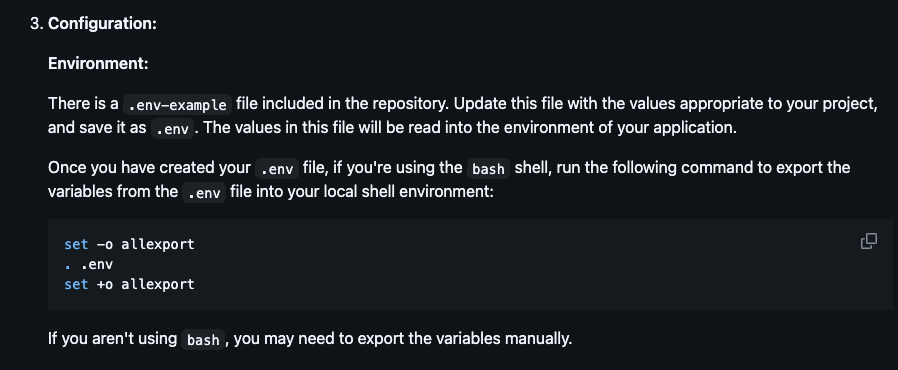 3. Configuration:
Environment:
There is a .env-example file included in the repository. Update this file with the values appropriate to your project,
and save it as .env. The values in this file will be read into the environment of your application.
Once you have created your .env file, if you're using the bash shell, run the following command to export the
variables from the .env file into your local shell environment:
set -o allexport
. .env
set +o allexport
If you aren't using bash, you may need to export the variables manually.